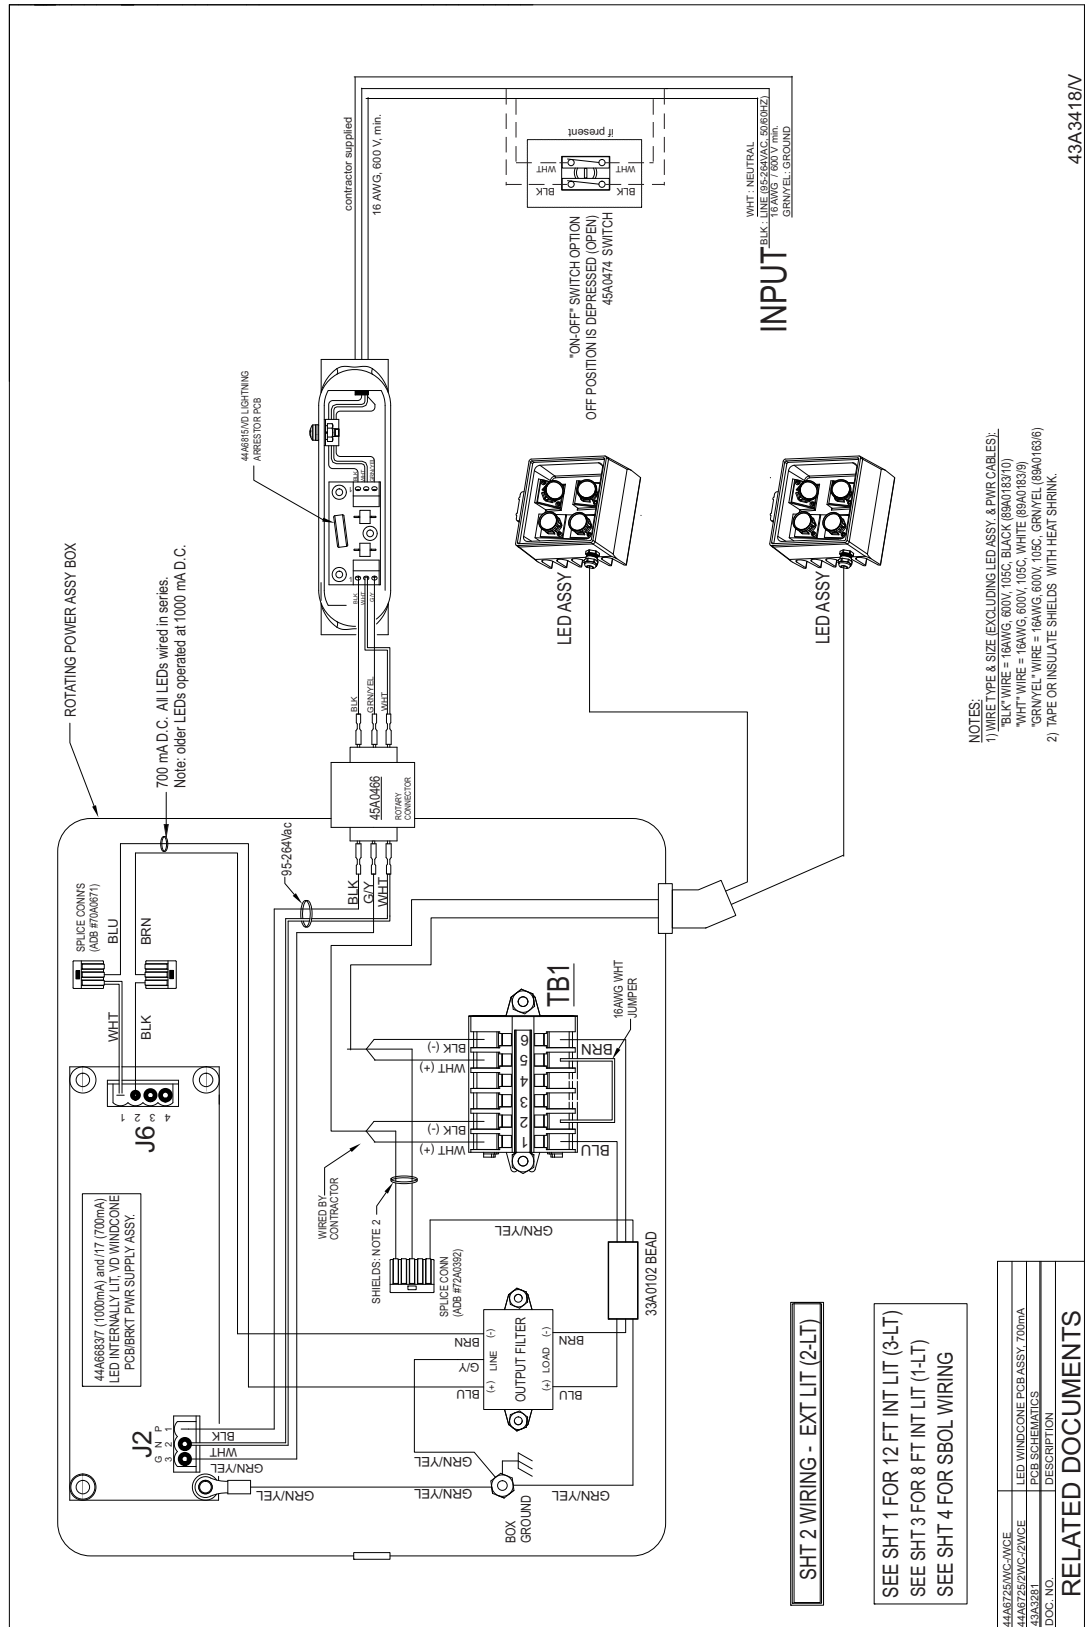 ROTATING POWER ASSY BOX
700 mA D.C. All LEDs wired in series.
Note: older LEDs operated at 1000 mA D.C.
44A6815/VD LIGHTNING
ARRESTOR PCB
contractor supplied
16 AWG, 600 V, min.
if present
WHT
WHT
BLK
BLK
"ON-OFF" SWITCH OPTION
OFF POSITION IS DEPRESSED (OPEN)
45A0474 SWITCH
INPUT
WHT : NEUTRAL
BLK : LINE (95-264VAC, 50/60HZ)
16 AWG / 600 V min.
GRN/YEL: GROUND
SPLICE CONN'S
(ADB #70A0671)
BLU
BRN
WHT
BLK
95-264Vac
BLK
G/Y
WHT
45A0466
ROTARY
CONNECTOR
BLK
GRN/YEL
WHT
BLK
WHT
G/Y
BLK
WHT
GRN/YEL
LED ASSY
LED ASSY
J6
1 2 3 4
44A6683/7 (1000mA) and /17 (700mA)
LED INTERNALLY LIT, VD WINDCONE
PCB/BRKT PWR SUPPLY ASSY.
J2
G N P
3 2 1
BLK
WHT
GRN/YEL
GRN/YEL
GRN/YEL
GRN/YEL
GRN/YEL
BOX
GROUND
WIRED BY
CONTRACTOR
SHIELDS: NOTE 2
SPLICE CONN
(ADB #72A0392)
GRN/YEL
33A0102 BEAD
BRN
G/Y
BLU
(+) LINE (-)
OUTPUT FILTER
(+) LOAD (-)
BLU
BRN
TB1
WHT (+)
BLK (-)
WHT (+)
BLK (-)
1 2 3 4 5 6
BLU
BRN
16AWG WHT
JUMPER
NOTES:
1) WIRE TYPE & SIZE (EXCLUDING LED ASSY. & PWR CABLES):
"BLK" WIRE = 16AWG, 600V, 105C, BLACK (89A0183/10)
"WHT" WIRE = 16AWG, 600V, 105C, WHITE (89A0183/9)
"GRN/YEL" WIRE = 16AWG, 600V, 105C, GRN/YEL (89A0163/6)
2) TAPE OR INSULATE SHIELDS WITH HEAT SHRINK.
SHT 2 WIRING - EXT LIT (2-LT)
SEE SHT 1 FOR 12 FT INT LIT (3-LT)
SEE SHT 3 FOR 8 FT INT LIT (1-LT)
SEE SHT 4 FOR SBOL WIRING
44A6725/WC-/WCE
44A6725/2WC-/2WCE LED WINDCONE PCB ASSY, 700mA
43A3281 PCB SCHEMATICS
DOC. NO. DESCRIPTION
RELATED DOCUMENTS
43A3418/V